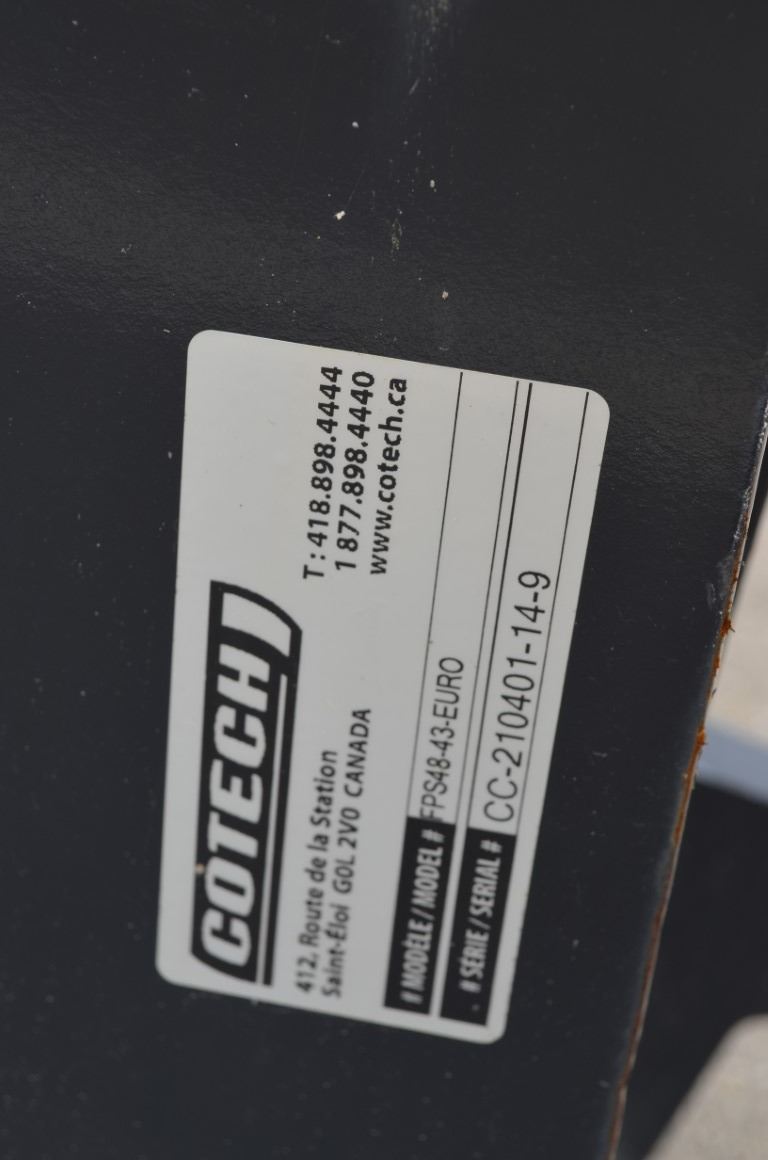 COTECH
412, Route de la Station
Saint-Éloi G0L 2V0 CANADA
T : 418.898.4444
1 877.898.4440
www.cotech.ca
# MODÈLE / MODEL # FPS48-43-EURO
# SÉRIE / SERIAL # CC-210401-14-9